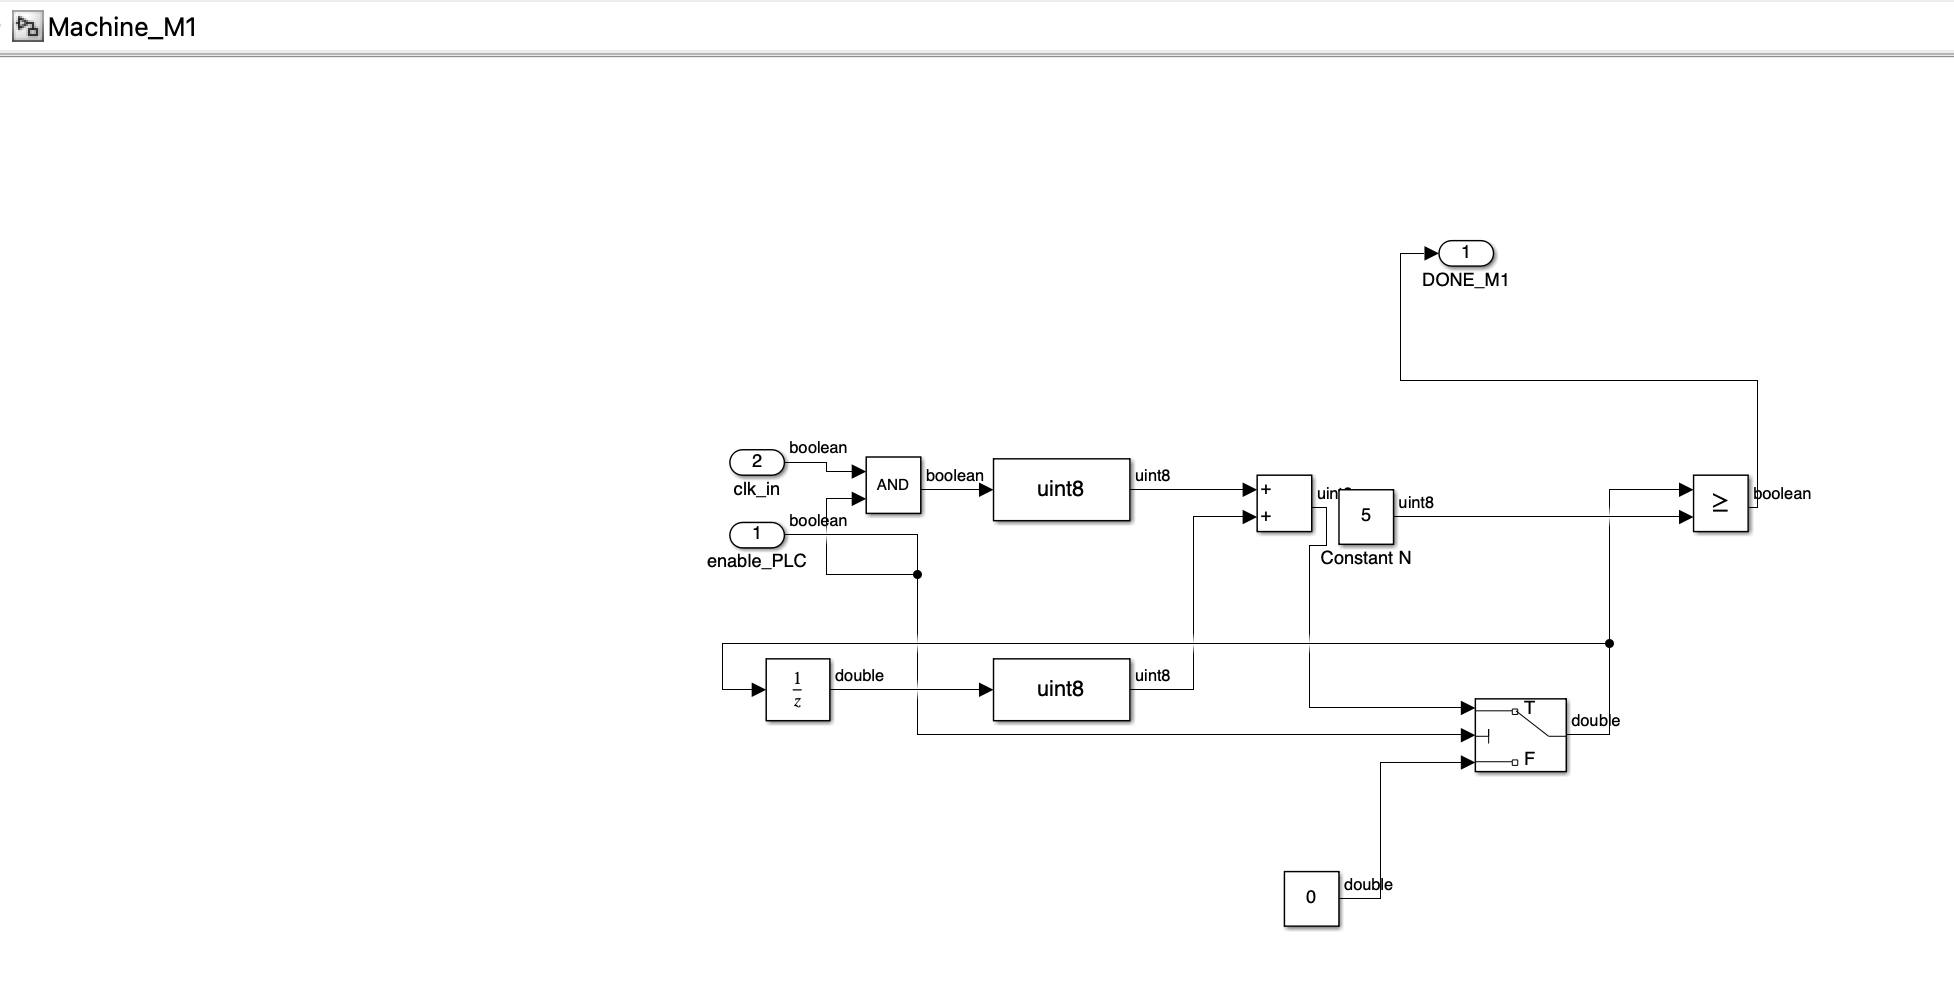 Machine_M1
1
DONE_M1
boolean
2
clk_in
AND
boolean
uint8
uint8
+
+
5
uint8
Constant N
≥
boolean
boolean
1
enable_PLC
1
z
double
uint8
uint8
T
F
double
0
double